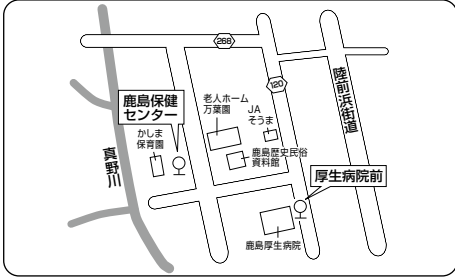 268
120
陸前浜街道
鹿島保健
センター
老人ホーム
万葉園
JA
そうま
かしま
保育園
真野川
鹿島歴史民俗
資料館
厚生病院前
鹿島厚生病院